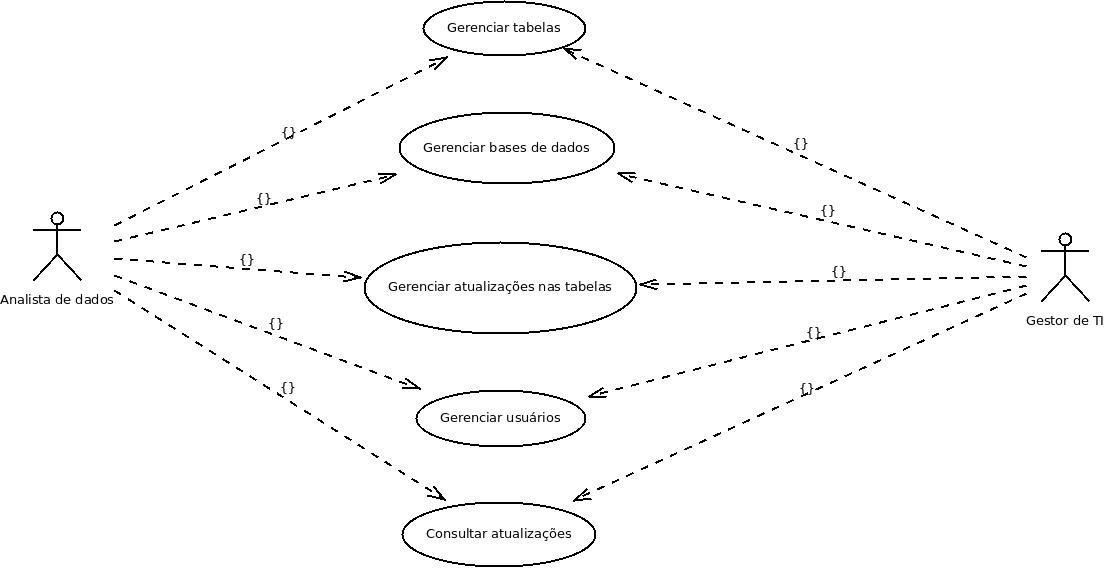 Gerenciar tabelas
{}
{}
Gerenciar bases de dados
{}
{}
{}
{}
Gerenciar atualizações nas tabelas
Analista de dados
Gestor de TI
{}
{}
Gerenciar usuários
{}
{}
Consultar atualizações